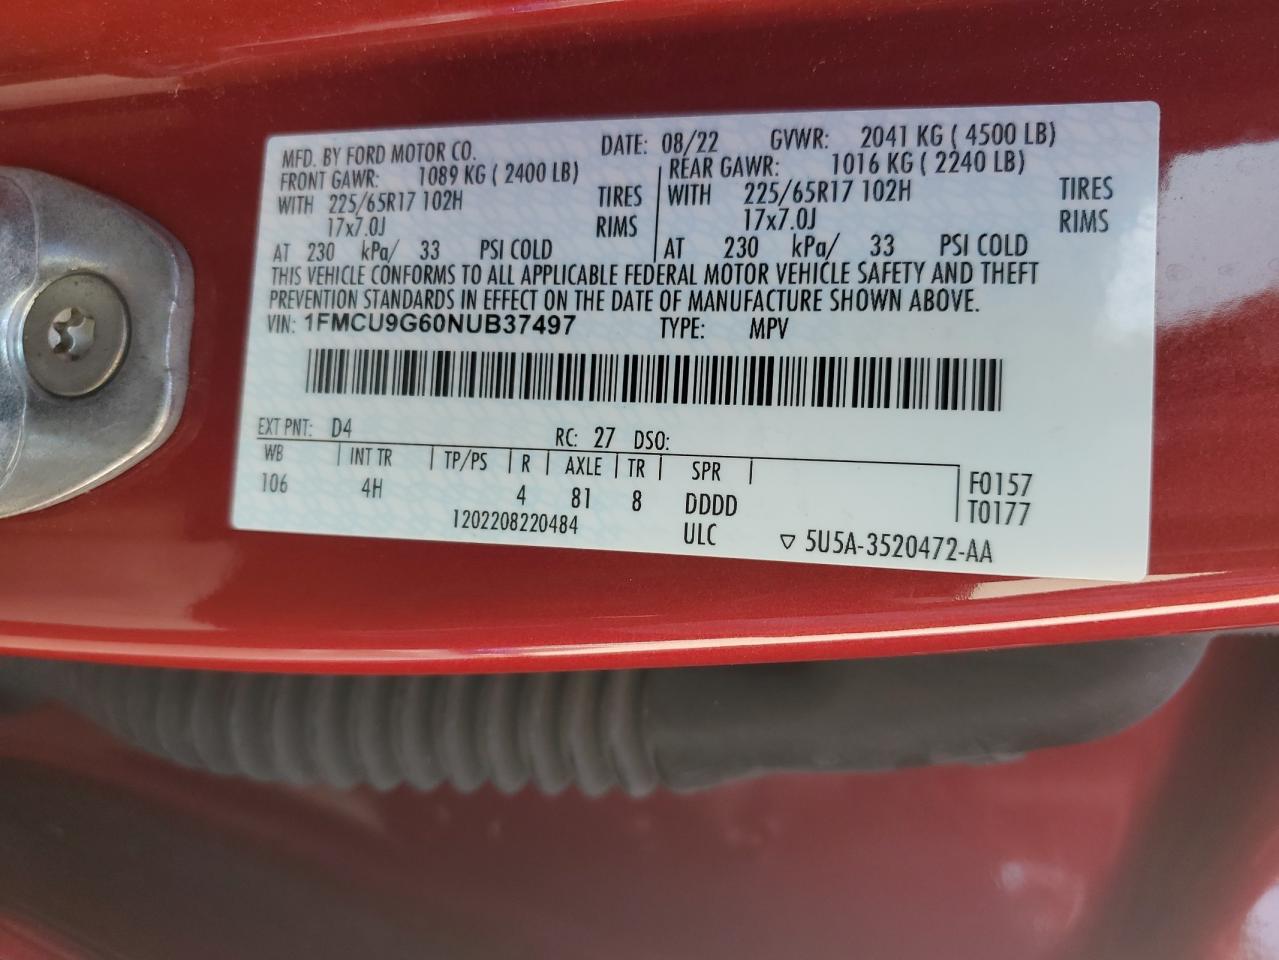 MFD. BY FORD MOTOR CO. DATE: 08/22 GVWR: 2041 KG ( 4500 LB)
FRONT GAWR: 1089 KG ( 2400 LB) REAR GAWR: 1016 KG ( 2240 LB)
WITH 225/65R17 102H TIRES WITH 225/65R17 102H TIRES
17x7.0J RIMS 17x7.0J RIMS
AT 230 kPa/ 33 PSI COLD AT 230 kPa/ 33 PSI COLD
THIS VEHICLE CONFORMS TO ALL APPLICABLE FEDERAL MOTOR VEHICLE SAFETY AND THEFT
PREVENTION STANDARDS IN EFFECT ON THE DATE OF MANUFACTURE SHOWN ABOVE.
VIN: 1FMCU9G60NUB37497 TYPE: MPV
EXT PNT: D4 RC: 27 DSO:
WB INT TR TP/PS R AXLE TR SPR F0157
106 4H 4 81 8 DDDD T0177
1202208220484 ULC ▽ 5U5A-3520472-AA